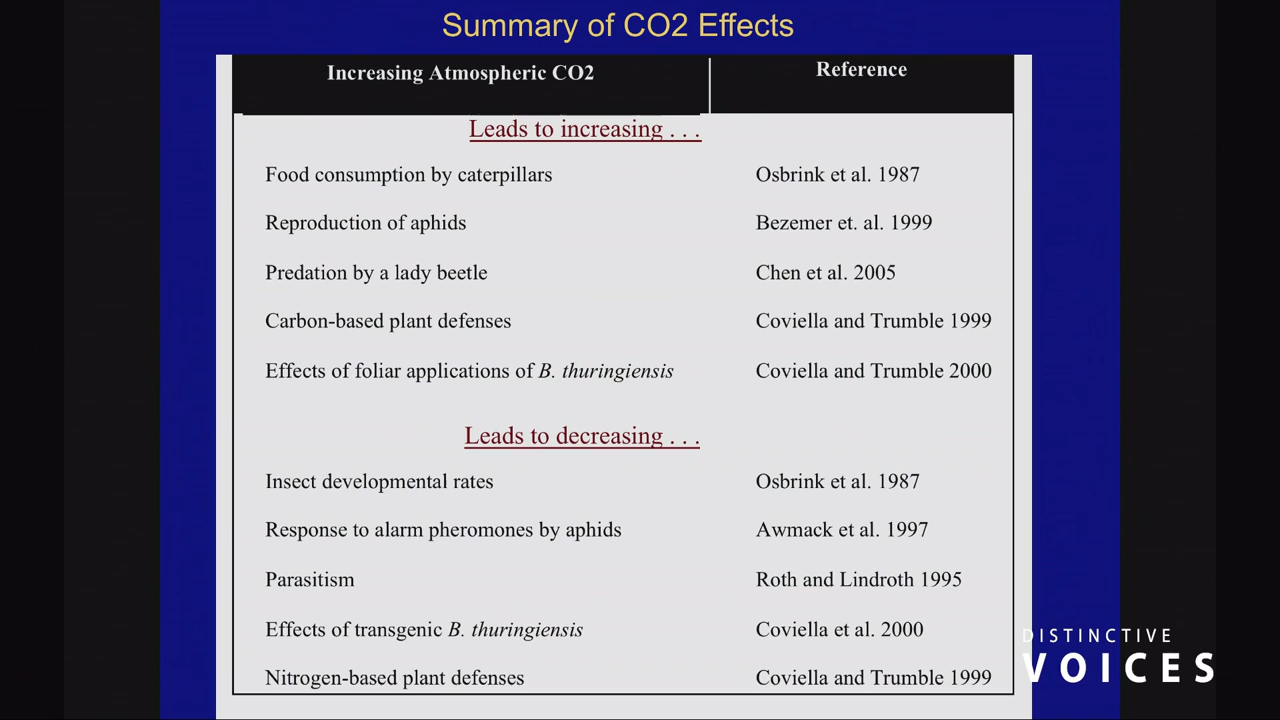 Summary of CO2 Effects
Increasing Atmospheric CO2 Reference
Leads to increasing . . .
Food consumption by caterpillars Osbrink et al. 1987
Reproduction of aphids Bezemer et. al. 1999
Predation by a lady beetle Chen et al. 2005
Carbon-based plant defenses Coviella and Trumble 1999
Effects of foliar applications of B. thuringiensis Coviella and Trumble 2000
Leads to decreasing . . .
Insect developmental rates Osbrink et al. 1987
Response to alarm pheromones by aphids Awmack et al. 1997
Parasitism Roth and Lindroth 1995
Effects of transgenic B. thuringiensis Coviella et al. 2000
Nitrogen-based plant defenses Coviella and Trumble 1999
DISTINCTIVE
VOICES